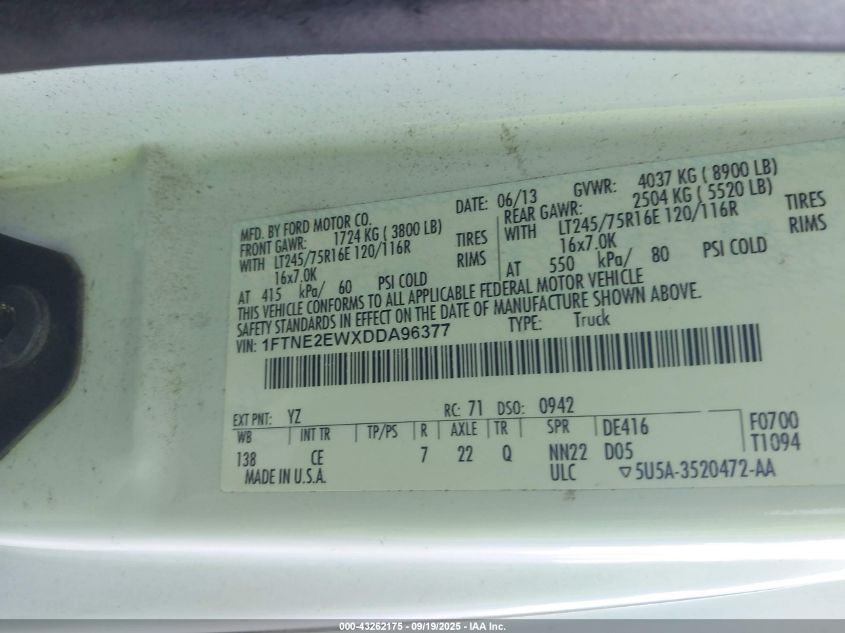 MFD. BY FORD MOTOR CO.
DATE: 06/13
GVWR: 4037 KG ( 8900 LB)
FRONT GAWR: 1724 KG ( 3800 LB)
REAR GAWR: 2504 KG ( 5520 LB)
WITH LT245/75R16E 120/116R TIRES
WITH LT245/75R16E 120/116R TIRES
16x7.0K RIMS
16x7.0K RIMS
AT 415 kPa/ 60 PSI COLD
AT 550 kPa/ 80 PSI COLD
THIS VEHICLE CONFORMS TO ALL APPLICABLE FEDERAL MOTOR VEHICLE
SAFETY STANDARDS IN EFFECT ON THE DATE OF MANUFACTURE SHOWN ABOVE.
VIN: 1FTNE2EWXDDA96377
TYPE: Truck
EXT PNT: YZ RC: 71 DSO: 0942
WB INT TR TP/PS R AXLE TR SPR DE416 F0700
T1094
138 CE 7 22 Q NN22 D05
MADE IN U.S.A. ULC ▽5U5A-3520472-AA
000-43262175 - 09/19/2025 - IAA Inc.